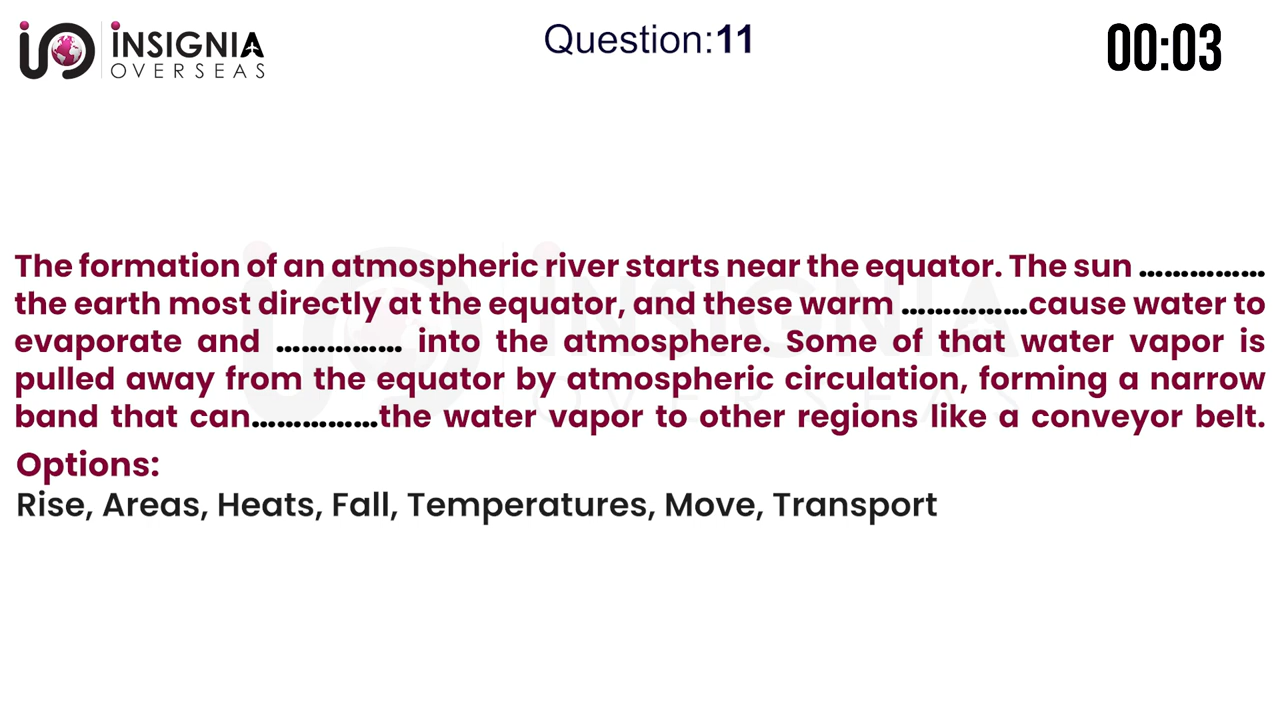 iNSIGNIA
OVERSEAS
Question:11
00:03
The formation of an atmospheric river starts near the equator. The sun ……………
the earth most directly at the equator, and these warm ……………cause water to
evaporate and …………… into the atmosphere. Some of that water vapor is
pulled away from the equator by atmospheric circulation, forming a narrow
band that can……………the water vapor to other regions like a conveyor belt.
Options:
Rise, Areas, Heats, Fall, Temperatures, Move, Transport